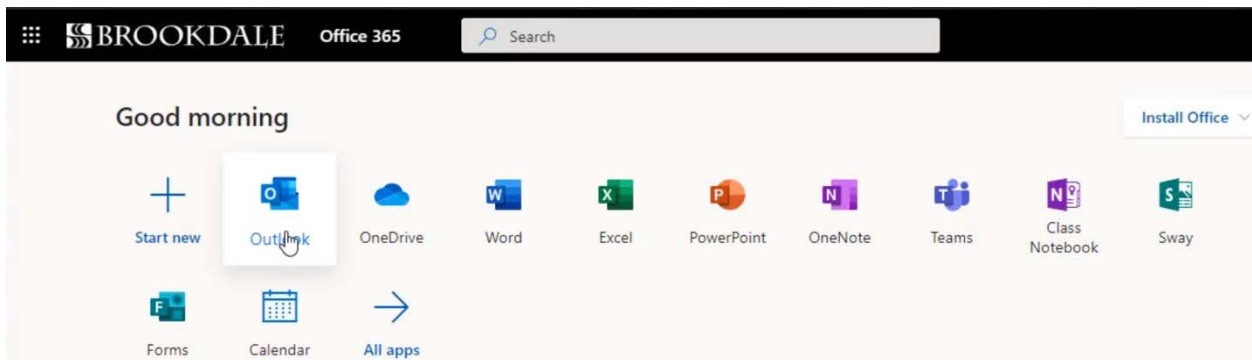 BROOKDALE Office 365 Search
Good morning
Install Office
Start new Outlook OneDrive Word Excel PowerPoint OneNote Teams Class Notebook Sway
Forms Calendar All apps